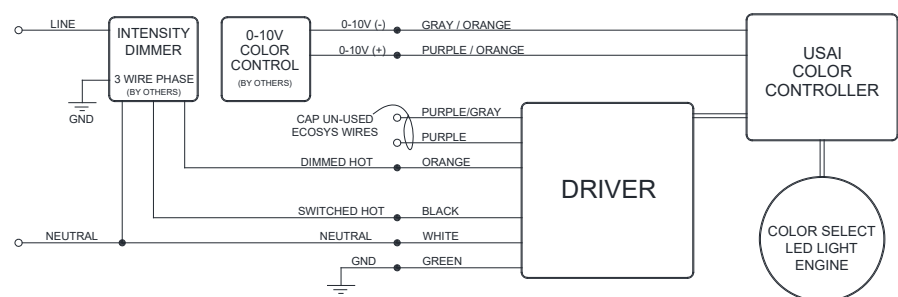 LINE
INTENSITY
DIMMER
3 WIRE PHASE
(BY OTHERS)
GND
0-10V
COLOR
CONTROL
(BY OTHERS)
0-10V (-) GRAY / ORANGE
0-10V (+) PURPLE / ORANGE
USAI
COLOR
CONTROLLER
CAP UN-USED
ECOSYS WIRES
PURPLE/GRAY
PURPLE
DIMMED HOT ORANGE
SWITCHED HOT BLACK
NEUTRAL NEUTRAL WHITE
GND GREEN
DRIVER
COLOR SELECT
LED LIGHT
ENGINE